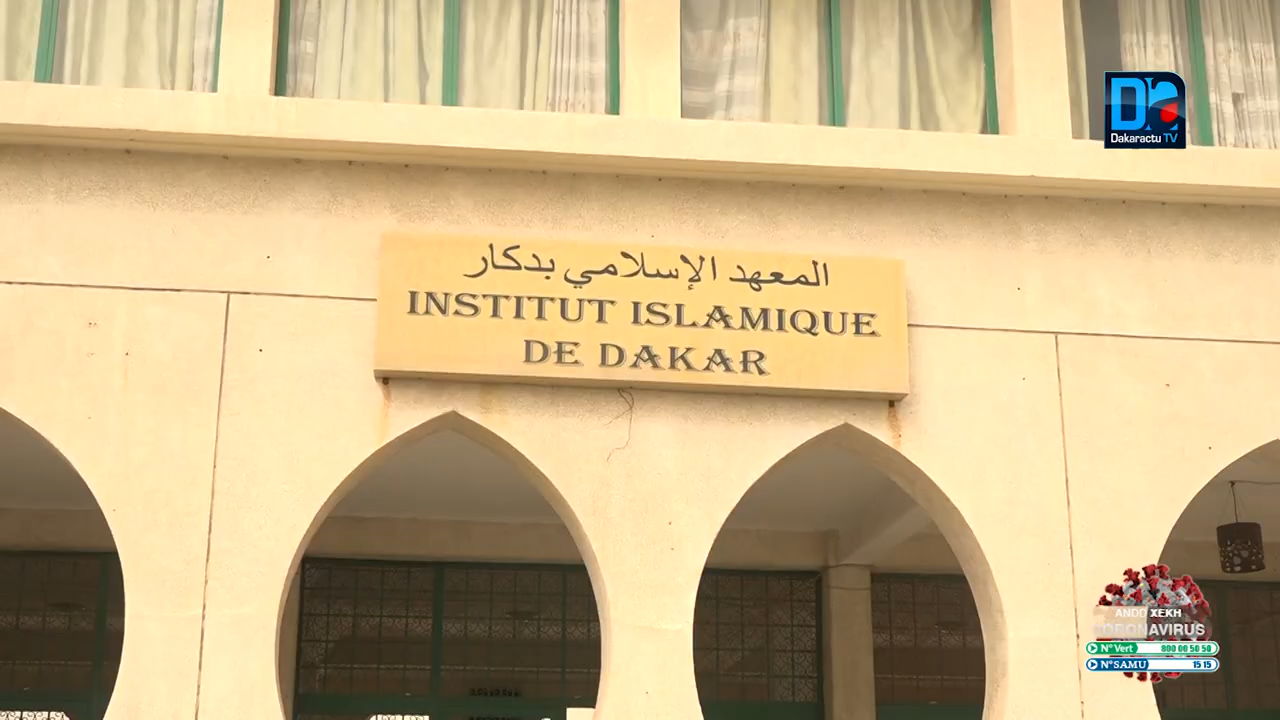 Dn
Dakaractu TV
المعهد الإسلامي بدكار
INSTITUT ISLAMIQUE
DE DAKAR
ANDO XEKH
CORONAVIRUS
N° Vert 800 00 50 50
N° SAMU 15 15